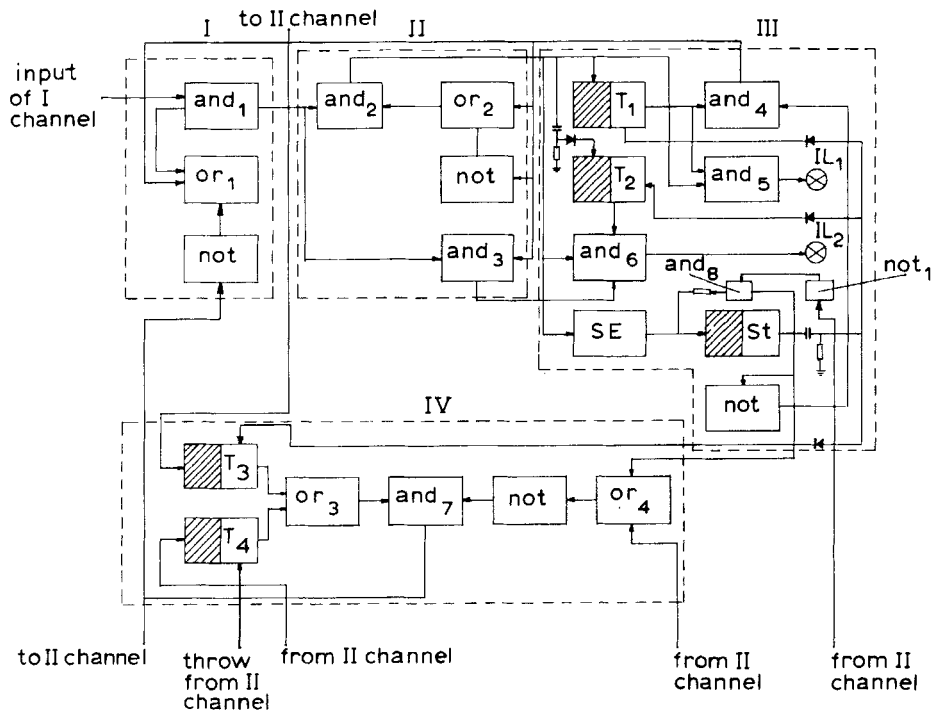 to II channel
I
II
III
input
of I
channel
and₁
and₂
or₂
T₁
and₄
or₁
not
T₂
and₅
IL₁
not
and₃
and₆
IL₂
and₈
not₁
SE
St
not
IV
T₃
or₃
and₇
not
or₄
T₄
to II channel
throw
from II
channel
from II channel
from II
channel
from II
channel